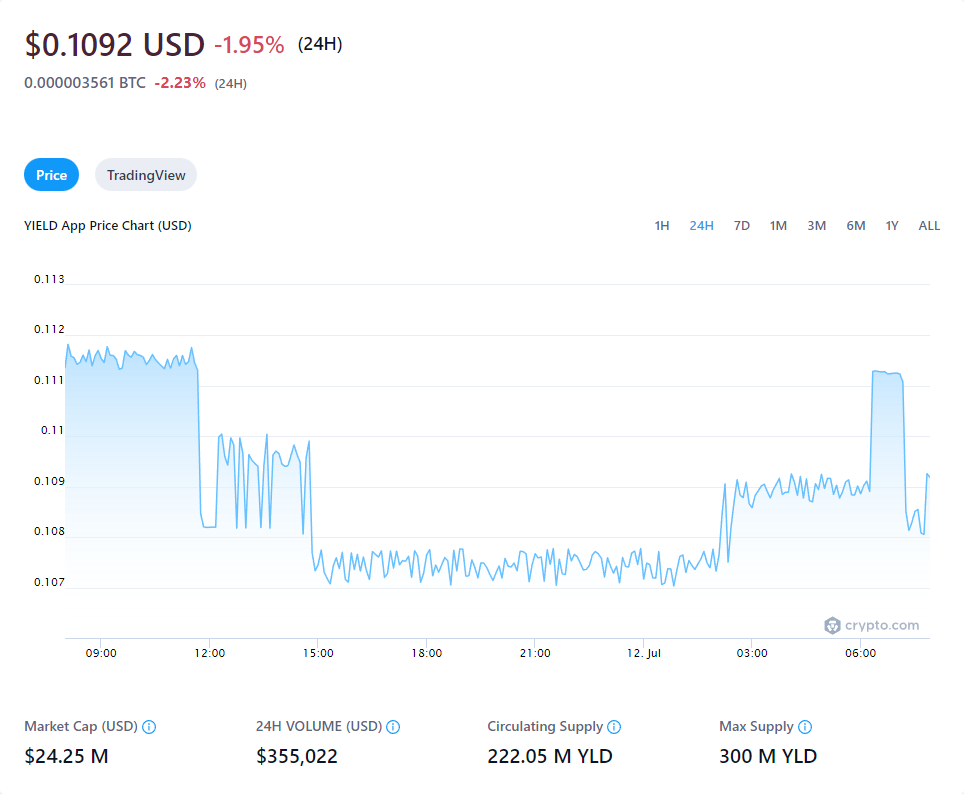 $0.1092 USD -1.95% (24H)
0.000003561 BTC -2.23% (24H)
Price TradingView
YIELD App Price Chart (USD) 1H 24H 7D 1M 3M 6M 1Y ALL
0.113
0.112
0.111
0.11
0.109
0.108
0.107
crypto.com
09:00 12:00 15:00 18:00 21:00 12. Jul 03:00 06:00
Market Cap (USD) 24H VOLUME (USD) Circulating Supply Max Supply
$24.25 M $355,022 222.05 M YLD 300 M YLD